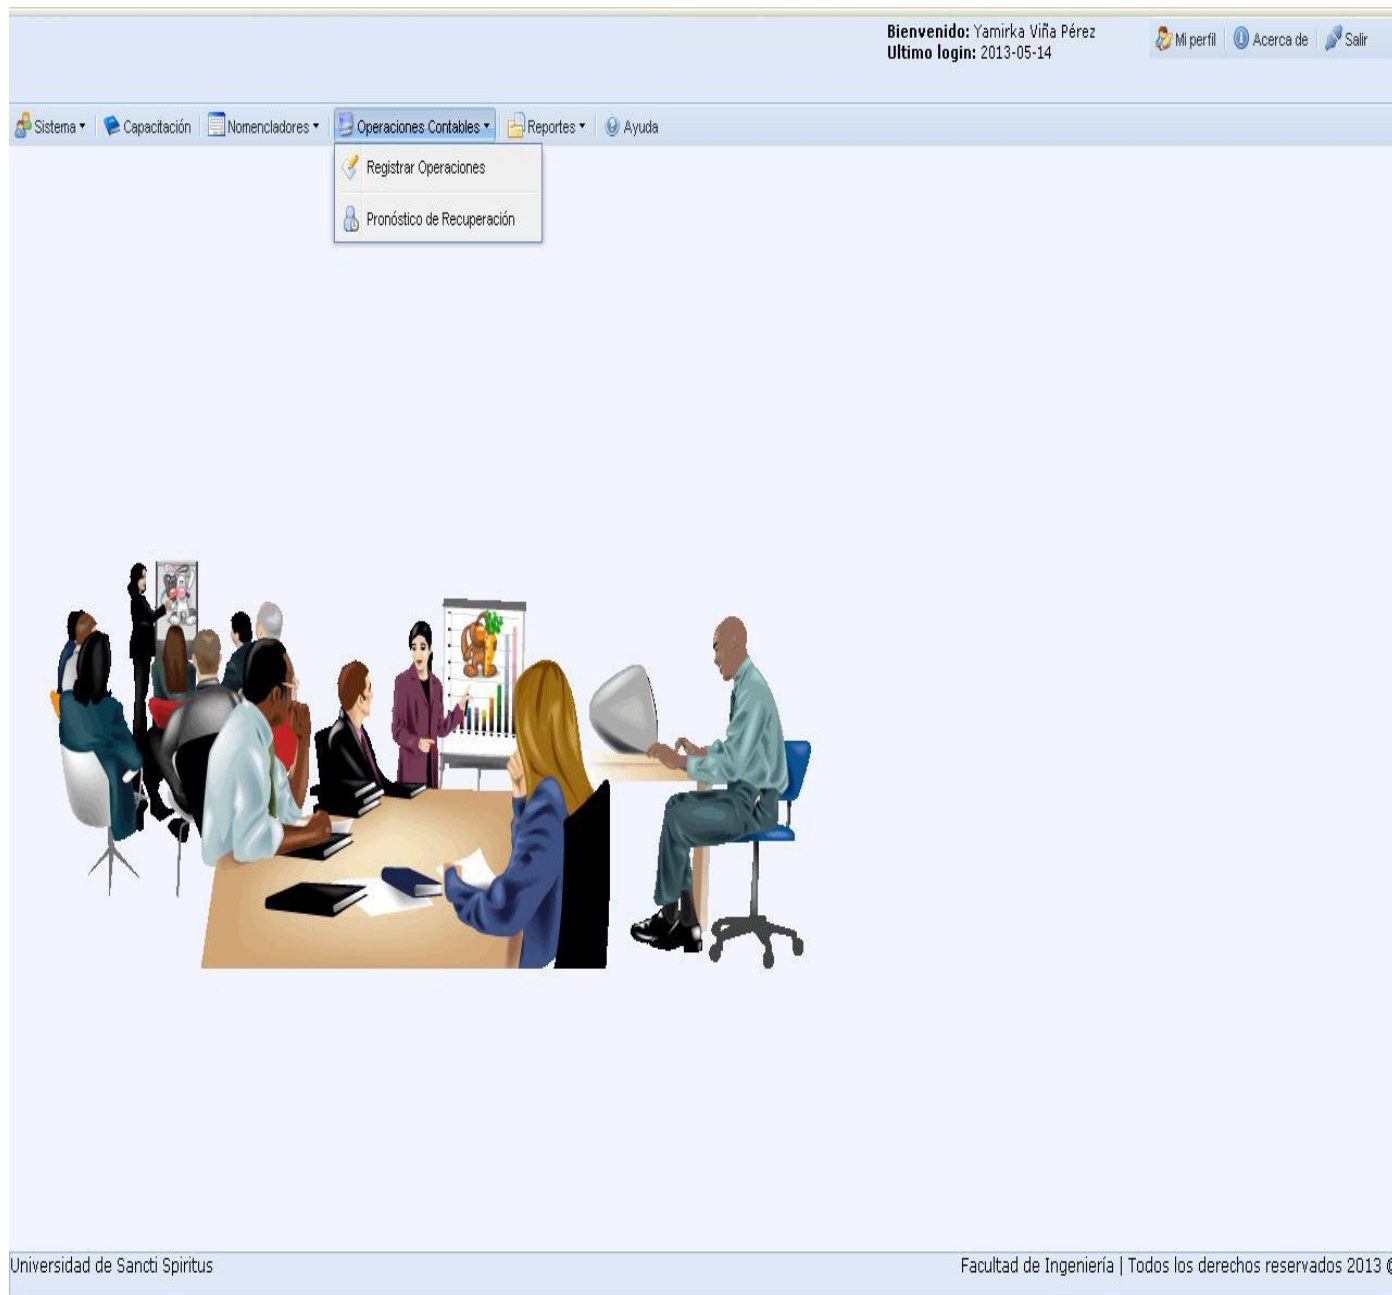 Bienvenido: Yamirka Viña Pérez
Ultimo login: 2013-05-14
Mi perfil Acerca de Salir
Sistema Capacitación Nomencladores Operaciones Contables Reportes Ayuda
Registrar Operaciones
Pronóstico de Recuperación
Universidad de Sancti Spiritus
Facultad de Ingeniería | Todos los derechos reservados 2013 ©